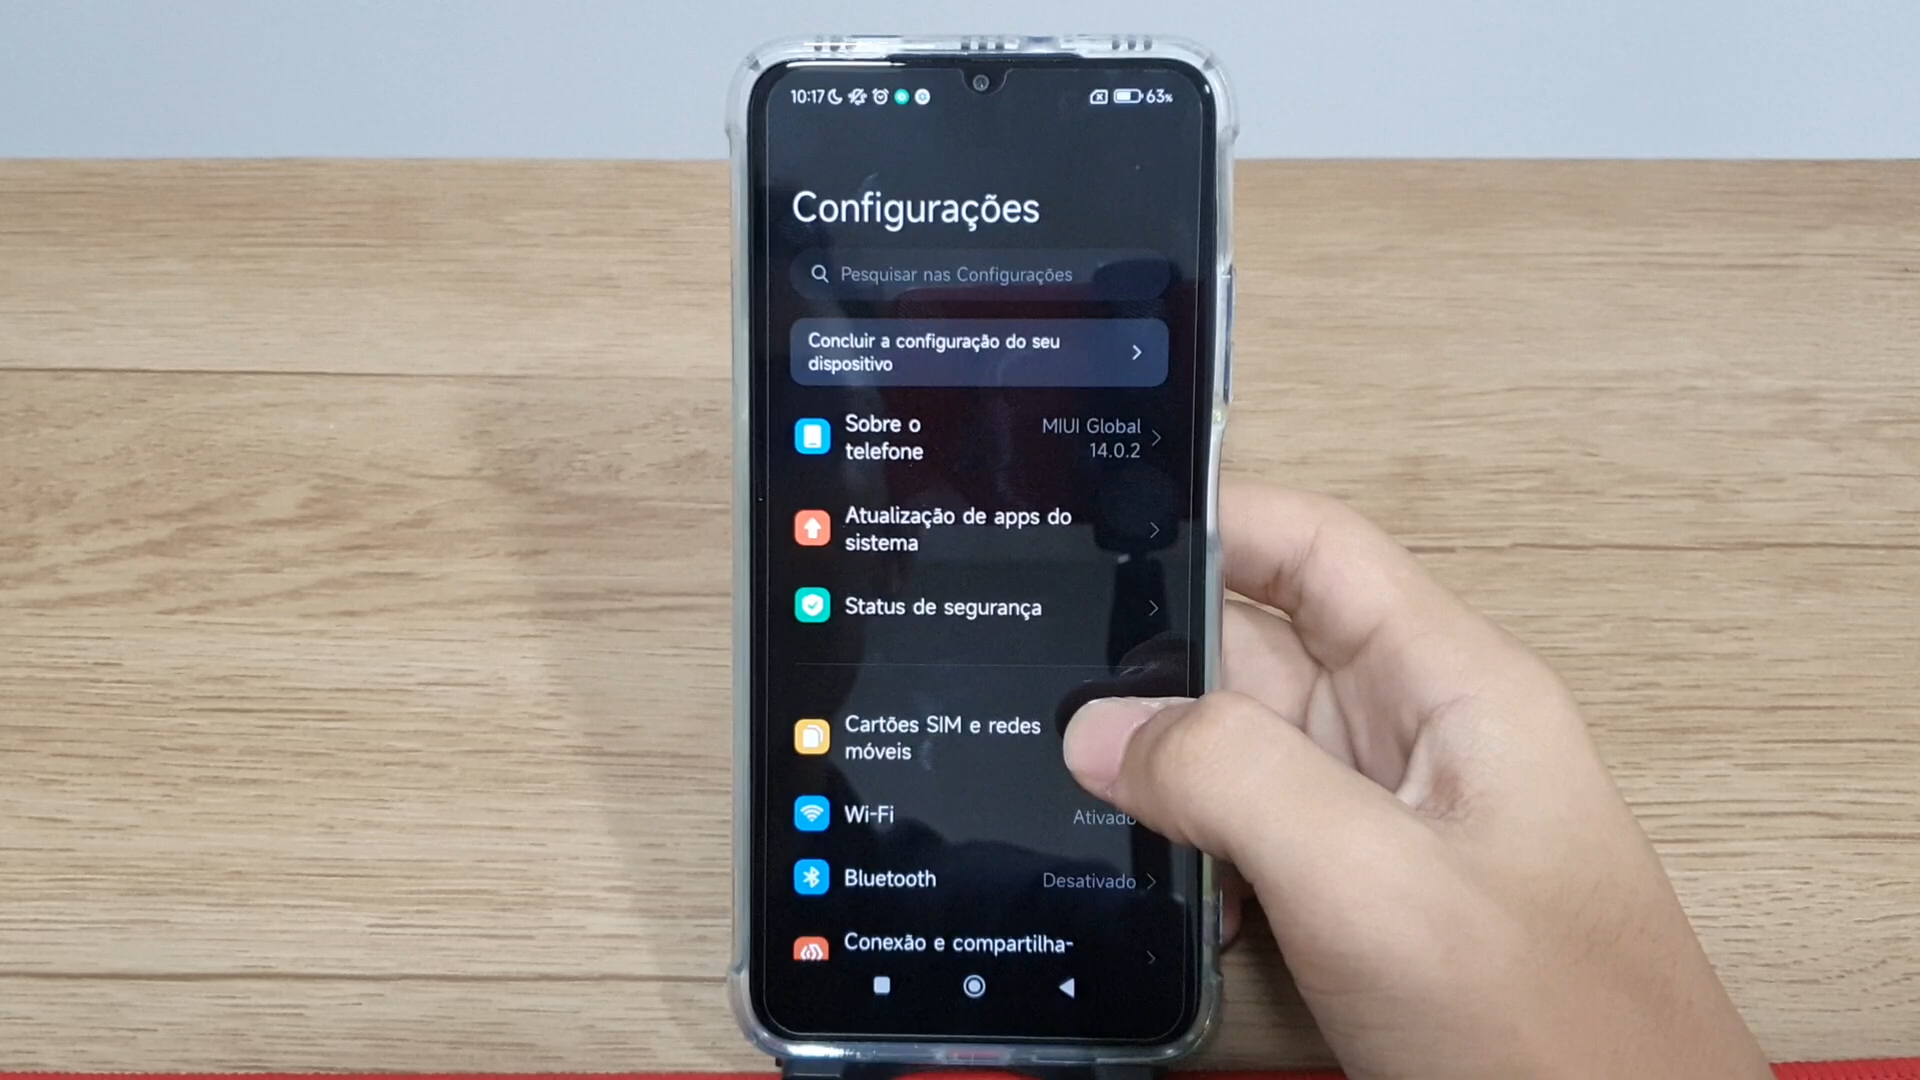 10:17 63%
Configurações
Pesquisar nas Configurações
Concluir a configuração do seu
dispositivo
Sobre o
telefone
MIUI Global
14.0.2
Atualização de apps do
sistema
Status de segurança
Cartões SIM e redes
móveis
Wi-Fi Ativado
Bluetooth Desativado
Conexão e compartilha-